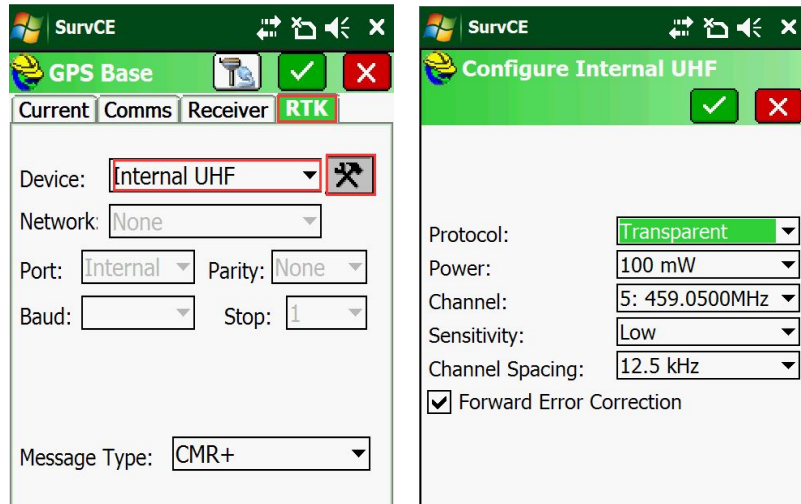 SurvCE
GPS Base
Current Comms Receiver RTK
Device: Internal UHF
Network: None
Port: Internal Parity: None
Baud: Stop: 1
Message Type: CMR+
SurvCE
Configure Internal UHF
Protocol: Transparent
Power: 100 mW
Channel: 5: 459.0500MHz
Sensitivity: Low
Channel Spacing: 12.5 kHz
Forward Error Correction